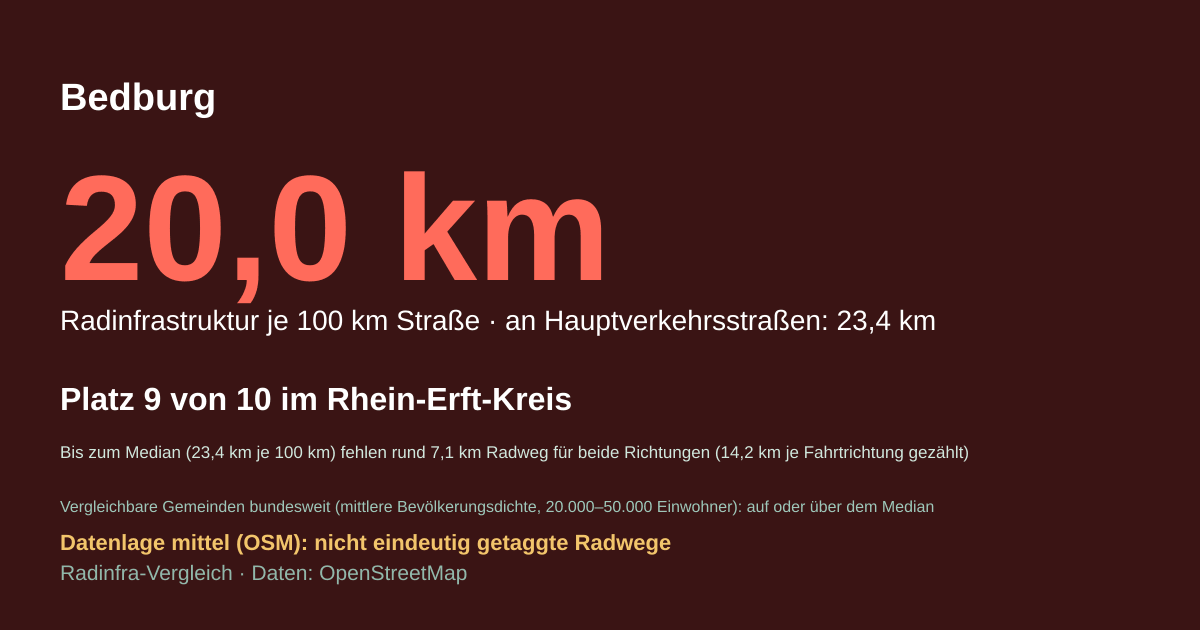 Bedburg
20,0 km
Radinfrastruktur je 100 km Straße · an Hauptverkehrsstraßen: 23,4 km
Platz 9 von 10 im Rhein-Erft-Kreis
Bis zum Median (23,4 km je 100 km) fehlen rund 7,1 km Radweg für beide Richtungen (14,2 km je Fahrtrichtung gezählt)
Vergleichbare Gemeinden bundesweit (mittlere Bevölkerungsdichte, 20.000–50.000 Einwohner): auf oder über dem Median
Datenlage mittel (OSM): nicht eindeutig getaggte Radwege
Radinfra-Vergleich · Daten: OpenStreetMap